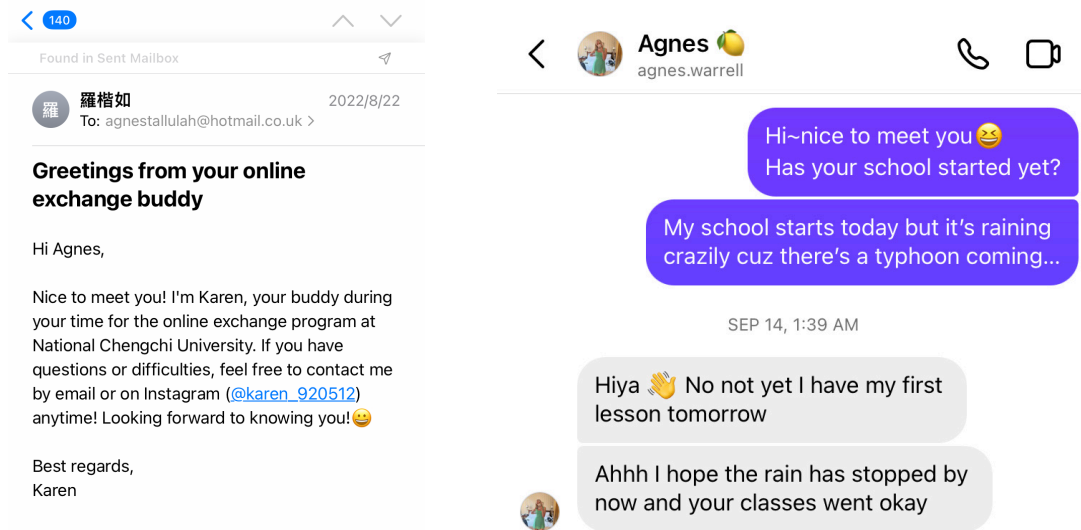 140
Found in Sent Mailbox
羅
羅楷如
2022/8/22
To: agnestallulah@hotmail.co.uk
Greetings from your online
exchange buddy
Hi Agnes,
Nice to meet you! I'm Karen, your buddy during
your time for the online exchange program at
National Chengchi University. If you have
questions or difficulties, feel free to contact me
by email or on Instagram (@karen_920512)
anytime! Looking forward to knowing you!😀
Best regards,
Karen
Agnes 🍋
agnes.warrell
Hi~nice to meet you😆
Has your school started yet?
My school starts today but it's raining
crazily cuz there's a typhoon coming...
SEP 14, 1:39 AM
Hiya 👋 No not yet I have my first
lesson tomorrow
Ahhh I hope the rain has stopped by
now and your classes went okay